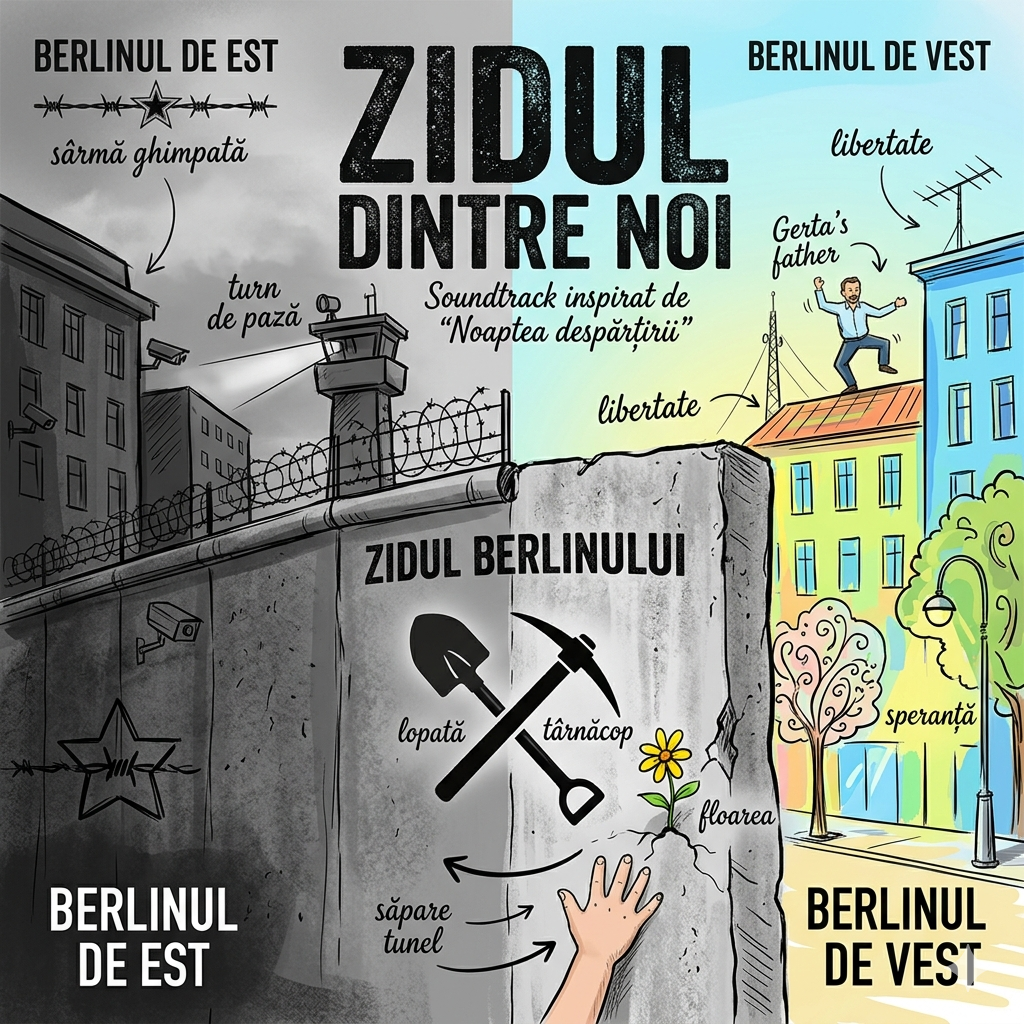 BERLINUL DE EST
sârmă ghimpată
ZIDUL
DINTRE NOI
Soundtrack inspirat de
“Noaptea despărțirii”
BERLINUL DE VEST
libertate
Gerta's
father
turn
de pază
libertate
ZIDUL BERLINULUI
lopată
târnăcop
floarea
speranță
săpare
tunel
BERLINUL
DE EST
BERLINUL
DE VEST